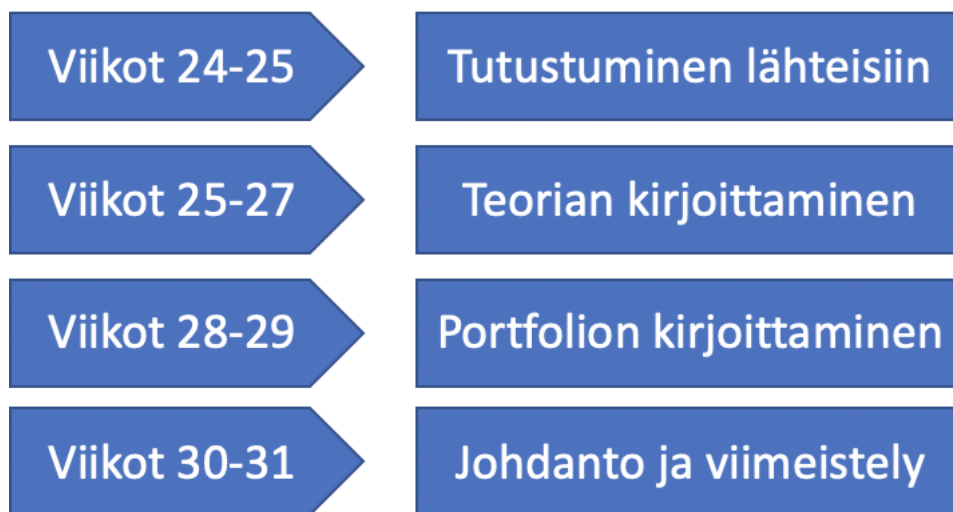 Viikot 24-25
Tutustuminen lähteisiin
Viikot 25-27
Teorian kirjoittaminen
Viikot 28-29
Portfolion kirjoittaminen
Viikot 30-31
Johdanto ja viimeistely